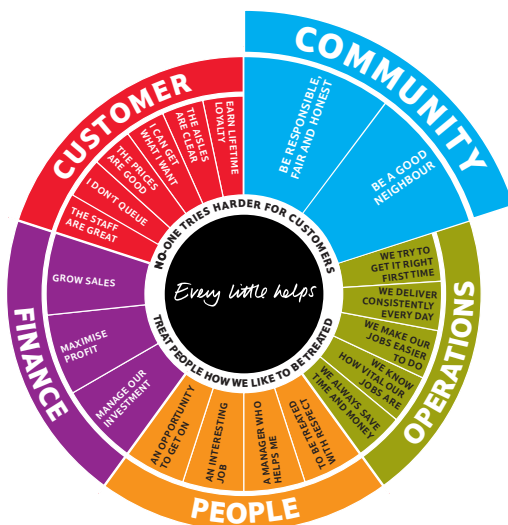 COMMUNITY
BE RESPONSIBLE,
FAIR AND HONEST
BE A GOOD
NEIGHBOUR
OPERATIONS
WE TRY TO
GET IT RIGHT
FIRST TIME
WE DELIVER
CONSISTENTLY
EVERY DAY
WE MAKE OUR
JOBS EASIER
TO DO
WE KNOW
HOW VITAL OUR
JOBS ARE
WE ALWAYS SAVE
TIME AND MONEY
PEOPLE
TO BE TREATED
WITH RESPECT
A MANAGER WHO
HELPS ME
AN INTERESTING
JOB
AN OPPORTUNITY
TO GET ON
FINANCE
MANAGE OUR
INVESTMENT
MAXIMISE
PROFIT
GROW SALES
CUSTOMER
THE STAFF
ARE GREAT
I DON'T QUEUE
THE PRICES
ARE GOOD
I CAN GET
WHAT I WANT
THE AISLES
ARE CLEAR
EARN LIFETIME
LOYALTY
NO-ONE TRIES HARDER FOR CUSTOMERS
Every little helps
TREAT PEOPLE HOW WE LIKE TO BE TREATED